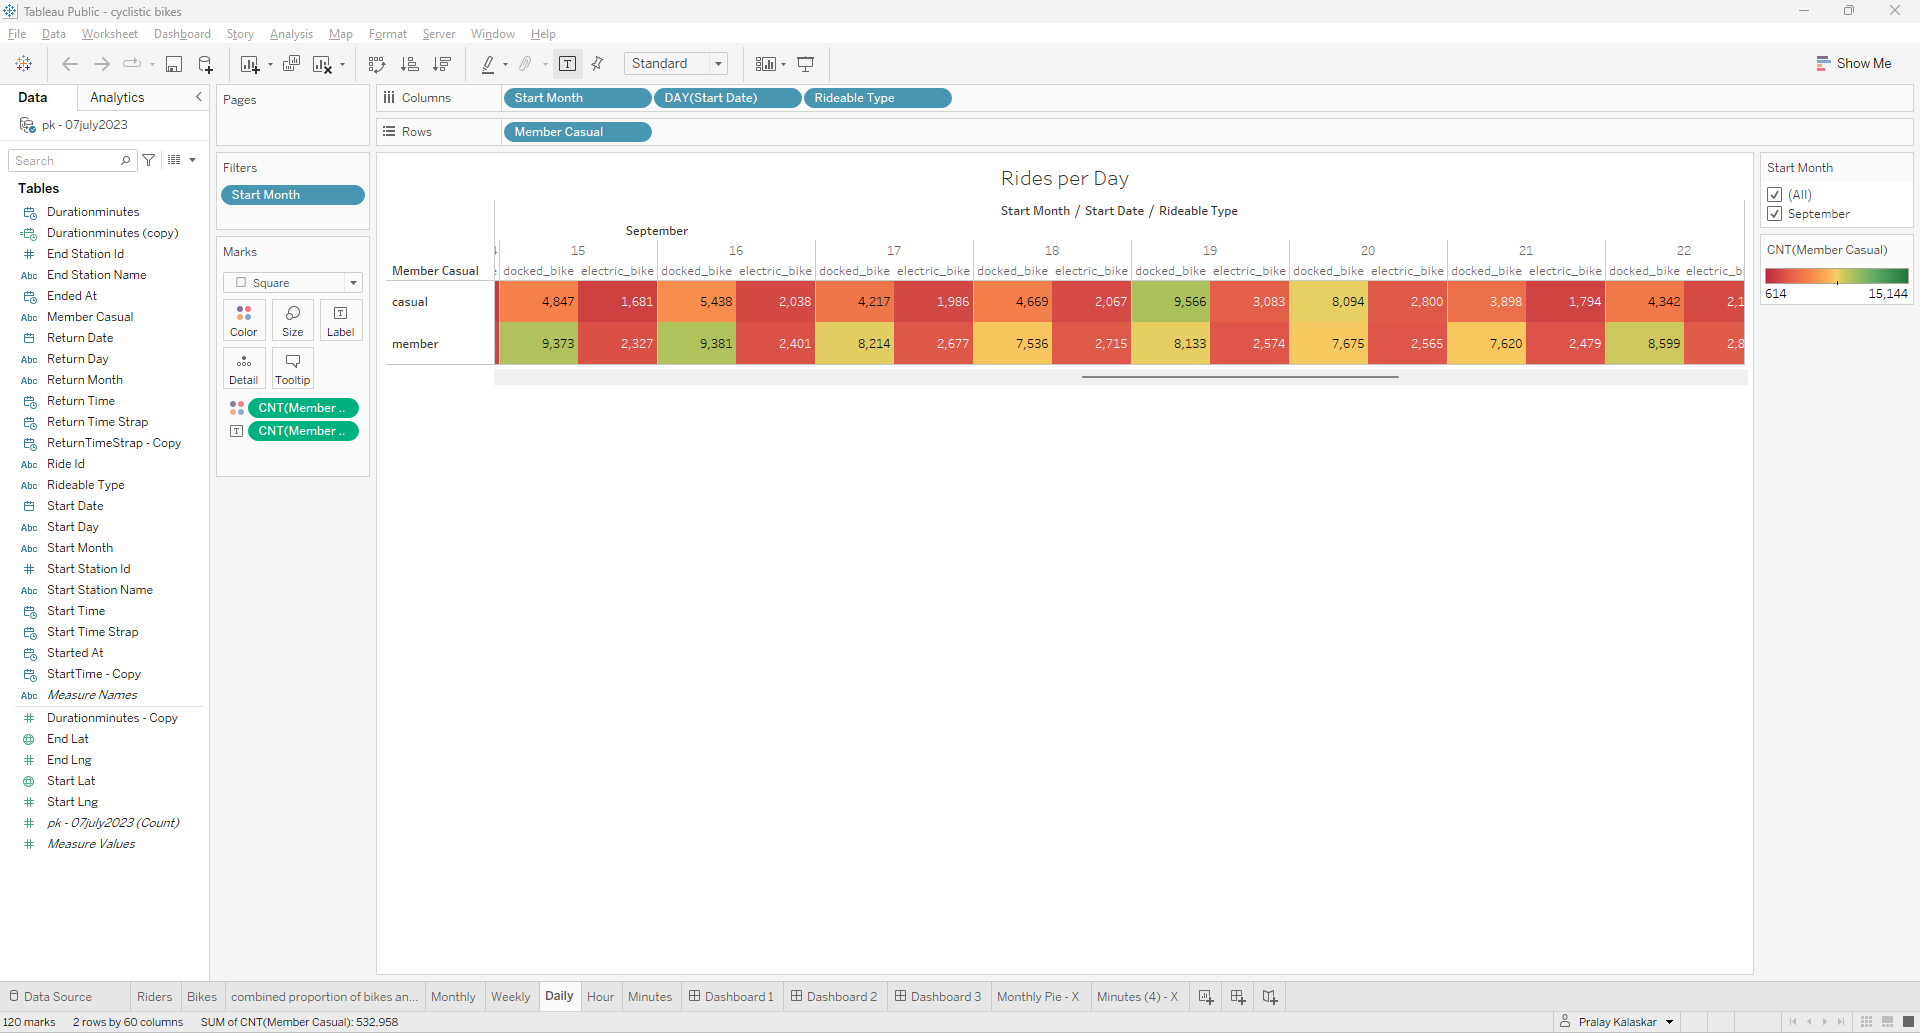 Tableau Public - cyclistic bikes
File Data Worksheet Dashboard Story Analysis Map Format Server Window Help
Standard
Show Me
Data Analytics
pk - 07july2023
Search
Tables
Durationminutes
Durationminutes (copy)
End Station Id
Abc End Station Name
Ended At
Abc Member Casual
Return Date
Abc Return Day
Abc Return Month
Return Time
Return Time Strap
ReturnTimeStrap - Copy
Abc Ride Id
Abc Rideable Type
Start Date
Abc Start Day
Abc Start Month
Start Station Id
Abc Start Station Name
Start Time
Start Time Strap
Started At
StartTime - Copy
Abc Measure Names
Durationminutes - Copy
End Lat
End Lng
Start Lat
Start Lng
pk - 07july2023 (Count)
Measure Values
Pages
Filters
Start Month
Marks
Square
Color Size Label
Detail Tooltip
CNT(Member ..
CNT(Member ..
Columns Start Month DAY(Start Date) Rideable Type
Rows Member Casual
Rides per Day
Start Month / Start Date / Rideable Type
September
15 16 17 18 19 20 21 22
Member Casual docked_bike electric_bike docked_bike electric_bike docked_bike electric_bike docked_bike electric_bike docked_bike electric_bike docked_bike electric_bike docked_bike electric_bike docked_bike electric_bi
casual 4,847 1,681 5,438 2,038 4,217 1,986 4,669 2,067 9,566 3,083 8,094 2,800 3,898 1,794 4,342 2,1
member 9,373 2,327 9,381 2,401 8,214 2,677 7,536 2,715 8,133 2,574 7,675 2,565 7,620 2,479 8,599 2,8
Start Month
(All)
September
CNT(Member Casual)
614 15,144
Data Source Riders Bikes combined proportion of bikes an... Monthly Weekly Daily Hour Minutes Dashboard 1 Dashboard 2 Dashboard 3 Monthly Pie - X Minutes (4) - X
120 marks 2 rows by 60 columns SUM of CNT(Member Casual): 532,958
Pralay Kalaskar